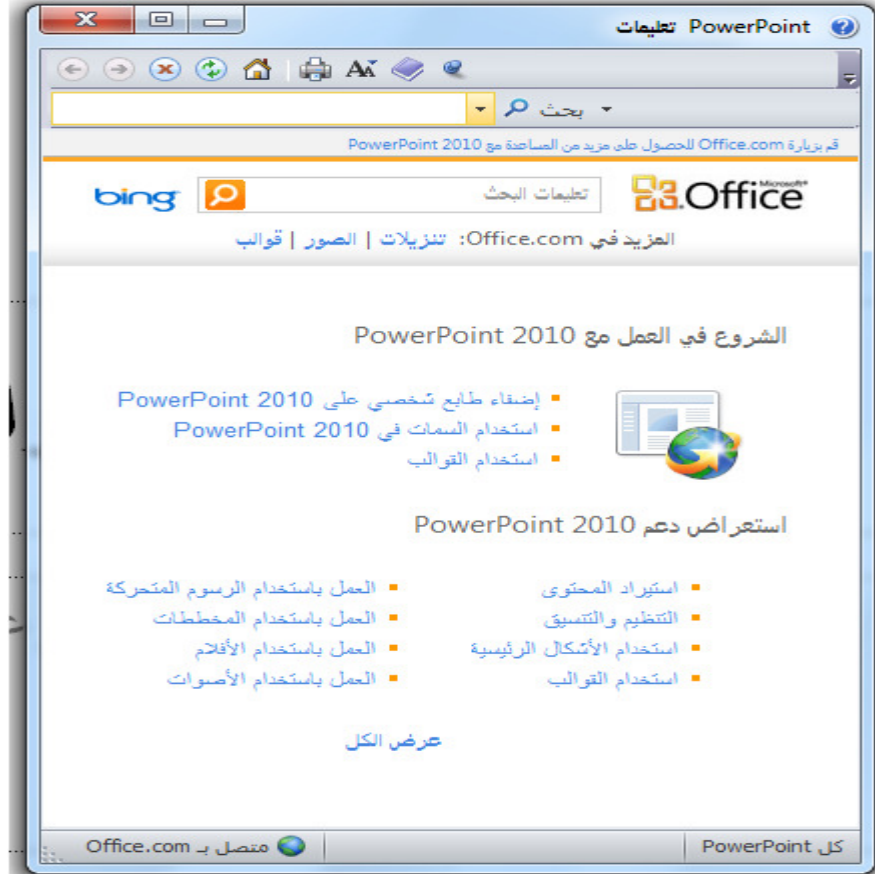 تعليمات PowerPoint
بحث
قم بزيارة Office.com للحصول على مزيد من المساعدة مع PowerPoint 2010
Microsoft® Office
تعليمات البحث
bing
المزيد في Office.com: تنزيلات | الصور | قوالب
الشروع في العمل مع PowerPoint 2010
إضفاء طابع شخصي على PowerPoint 2010
استخدام السمات في PowerPoint 2010
استخدام القوالب
استعراض دعم PowerPoint 2010
استيراد المحتوى
التنظيم والتنسيق
استخدام الأشكال الرئيسية
استخدام القوالب
العمل باستخدام الرسوم المتحركة
العمل باستخدام المخططات
العمل باستخدام الأفلام
العمل باستخدام الأصوات
عرض الكل
كل PowerPoint
متصل بـ Office.com